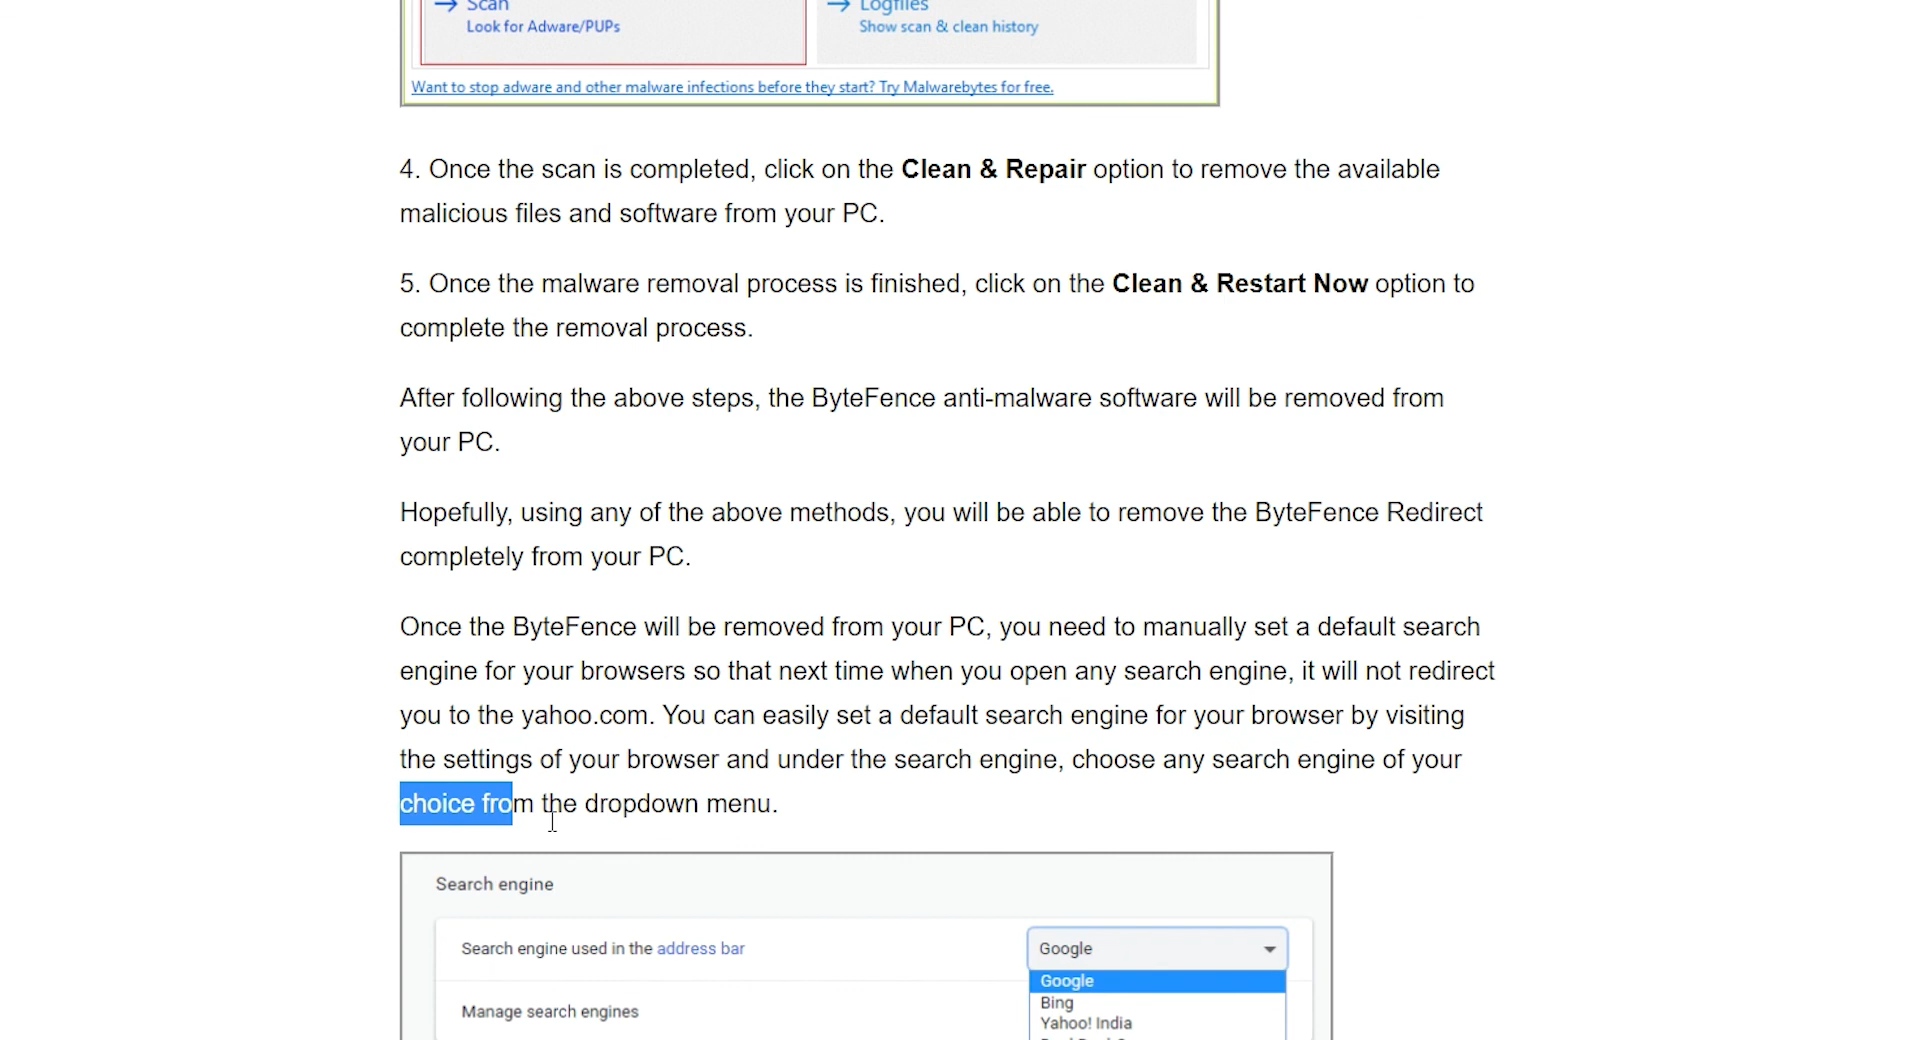 Scan
Logfiles
Look for Adware/PUPs
Show scan & clean history
Want to stop adware and other malware infections before they start? Try Malwarebytes for free.
4. Once the scan is completed, click on the Clean & Repair option to remove the available
malicious files and software from your PC.
5. Once the malware removal process is finished, click on the Clean & Restart Now option to
complete the removal process.
After following the above steps, the ByteFence anti-malware software will be removed from
your PC.
Hopefully, using any of the above methods, you will be able to remove the ByteFence Redirect
completely from your PC.
Once the ByteFence will be removed from your PC, you need to manually set a default search
engine for your browsers so that next time when you open any search engine, it will not redirect
you to the yahoo.com. You can easily set a default search engine for your browser by visiting
the settings of your browser and under the search engine, choose any search engine of your
choice from the dropdown menu.
Search engine
Search engine used in the address bar
Google
Google
Bing
Manage search engines
Yahoo! India